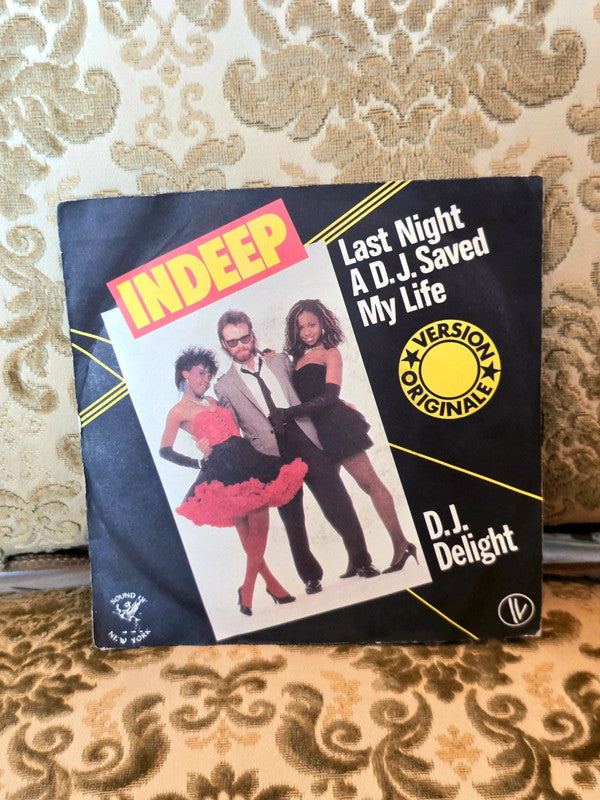 INDEEP
Last Night
A D.J. Saved
My Life
VERSION
ORIGINALE
D.J.
Delight
SOUND OF
NEW YORK